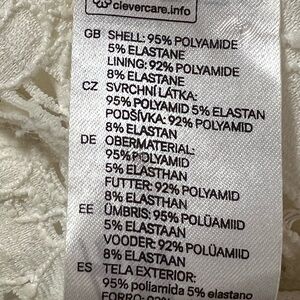 clevercare.info
GB SHELL: 95% POLYAMIDE
5% ELASTANE
LINING: 92% POLYAMIDE
8% ELASTANE
CZ SVRCHNÍ LÁTKA:
95% POLYAMID 5% ELASTAN
PODŠÍVKA: 92% POLYAMID
8% ELASTAN
DE OBERMATERIAL:
95% POLYAMID
5% ELASTHAN
FUTTER: 92% POLYAMID
8% ELASTHAN
EE ÜMBRIS: 95% POLÜAMIID
5% ELASTAAN
VOODER: 92% POLÜAMIID
8% ELASTAAN
ES TELA EXTERIOR:
95% poliamida 5% elastano
FORRO: 92%